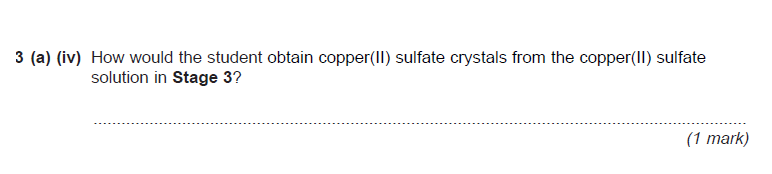 3 (a) (iv) How would the student obtain copper(II) sulfate crystals from the copper(II) sulfate
solution in Stage 3?
(1 mark)